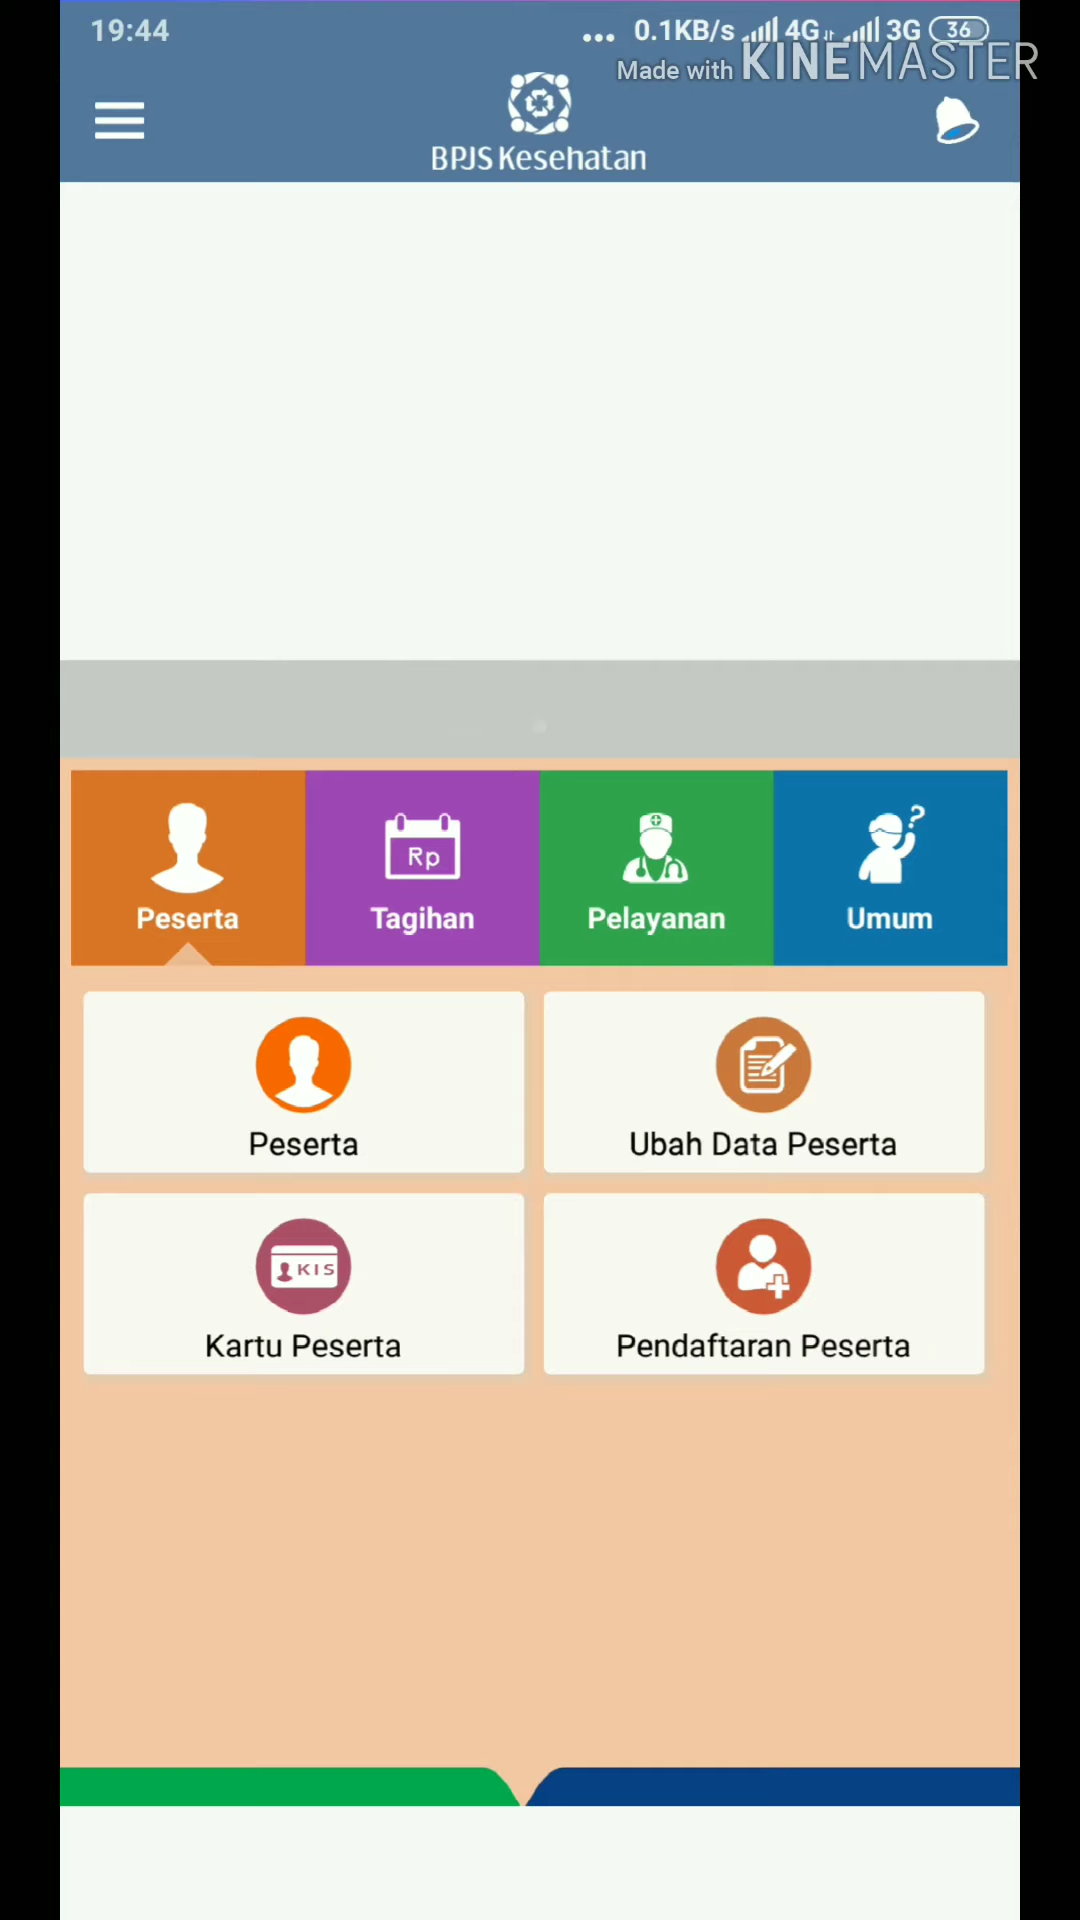 19:44
... 0.1KB/s 4G 3G 36
Made with KINEMASTER
BPJS Kesehatan
Rp
?
Peserta
Tagihan
Pelayanan
Umum
Peserta
Ubah Data Peserta
KIS
Kartu Peserta
Pendaftaran Peserta